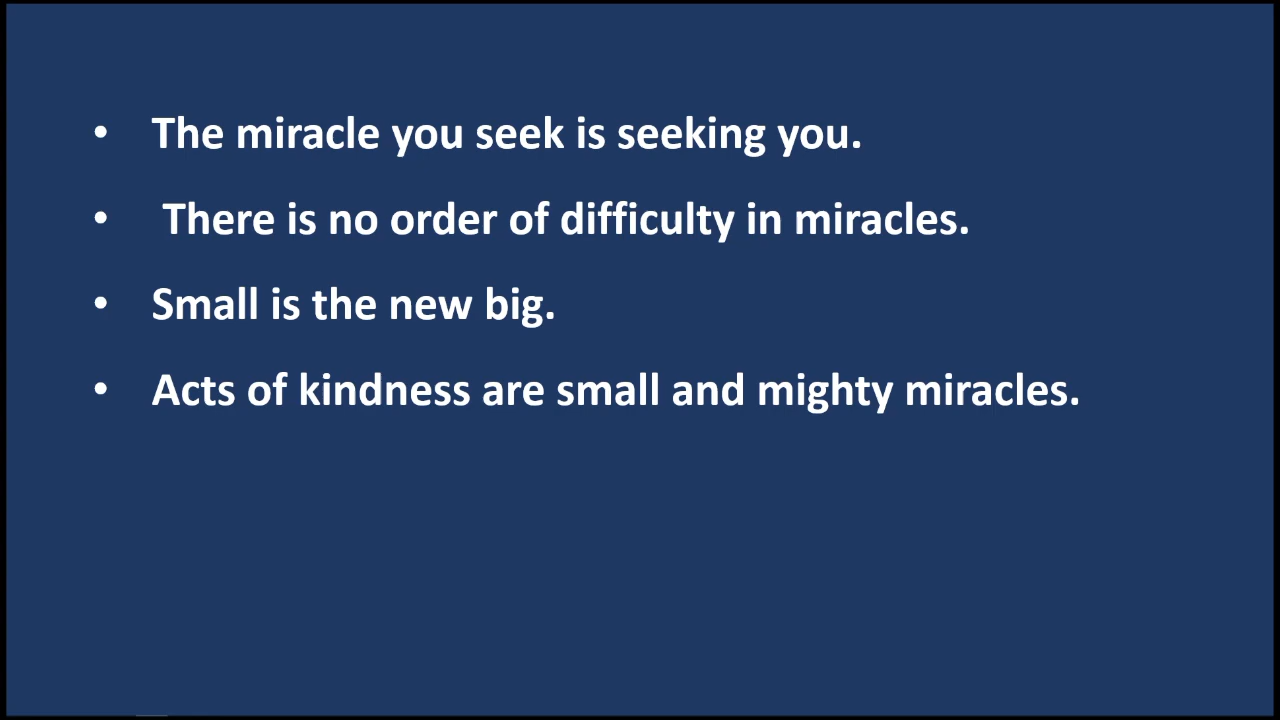 • The miracle you seek is seeking you.
• There is no order of difficulty in miracles.
• Small is the new big.
• Acts of kindness are small and mighty miracles.